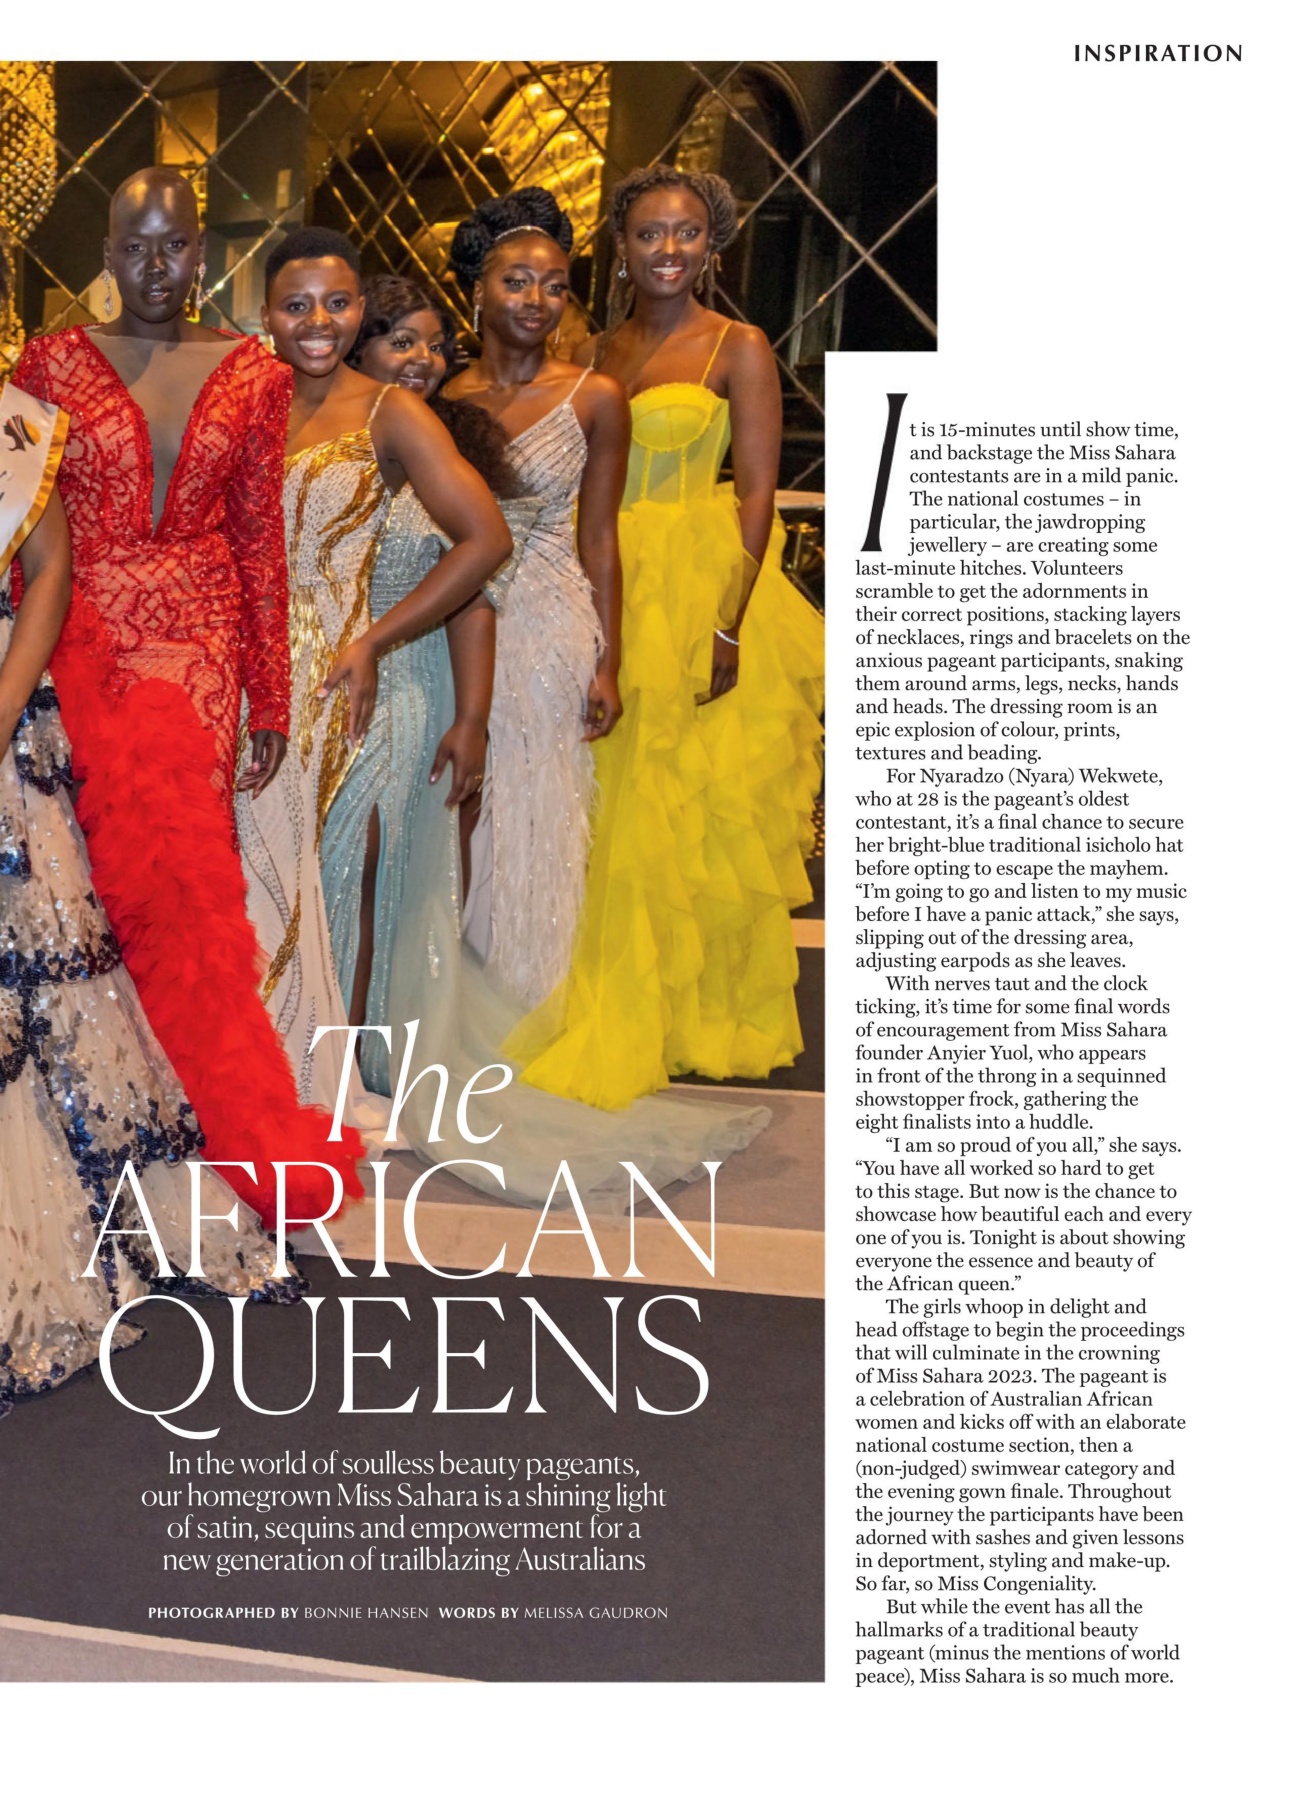 INSPIRATION
It is 15-minutes until show time,
and backstage the Miss Sahara
contestants are in a mild panic.
The national costumes – in
particular, the jawdropping
jewellery – are creating some
last-minute hitches. Volunteers
scramble to get the adornments in
their correct positions, stacking layers
of necklaces, rings and bracelets on the
anxious pageant participants, snaking
them around arms, legs, necks, hands
and heads. The dressing room is an
epic explosion of colour, prints,
textures and beading.
For Nyaradzo (Nyara) Wekwete,
who at 28 is the pageant’s oldest
contestant, it’s a final chance to secure
her bright-blue traditional isicholo hat
before opting to escape the mayhem.
“I’m going to go and listen to my music
before I have a panic attack,” she says,
slipping out of the dressing area,
adjusting earpods as she leaves.
With nerves taut and the clock
ticking, it’s time for some final words
of encouragement from Miss Sahara
founder Anyier Yuol, who appears
in front of the throng in a sequinned
showstopper frock, gathering the
eight finalists into a huddle.
“I am so proud of you all,” she says.
“You have all worked so hard to get
to this stage. But now is the chance to
showcase how beautiful each and every
one of you is. Tonight is about showing
everyone the essence and beauty of
the African queen.”
The girls whoop in delight and
head offstage to begin the proceedings
that will culminate in the crowning
of Miss Sahara 2023. The pageant is
a celebration of Australian African
women and kicks off with an elaborate
national costume section, then a
(non-judged) swimwear category and
the evening gown finale. Throughout
the journey the participants have been
adorned with sashes and given lessons
in deportment, styling and make-up.
So far, so Miss Congeniality.
But while the event has all the
hallmarks of a traditional beauty
pageant (minus the mentions of world
peace), Miss Sahara is so much more.
The
AFRICAN
QUEENS
In the world of soulless beauty pageants,
our homegrown Miss Sahara is a shining light
of satin, sequins and empowerment for a
new generation of trailblazing Australians
PHOTOGRAPHED BY BONNIE HANSEN WORDS BY MELISSA GAUDRON